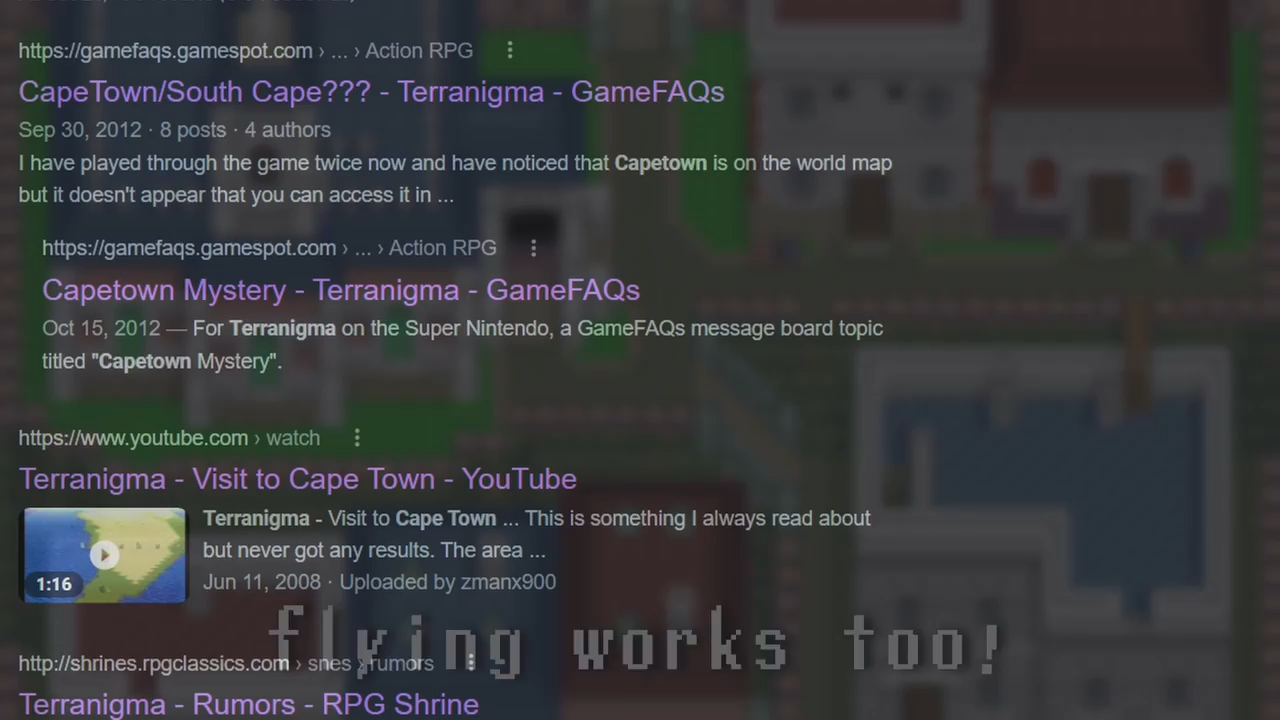 https://gamefaqs.gamespot.com › ... › Action RPG
CapeTown/South Cape??? - Terranigma - GameFAQs
Sep 30, 2012 · 8 posts · 4 authors
I have played through the game twice now and have noticed that Capetown is on the world map
but it doesn't appear that you can access it in ...
https://gamefaqs.gamespot.com › ... › Action RPG
Capetown Mystery - Terranigma - GameFAQs
Oct 15, 2012 — For Terranigma on the Super Nintendo, a GameFAQs message board topic
titled "Capetown Mystery".
https://www.youtube.com › watch
Terranigma - Visit to Cape Town - YouTube
Terranigma - Visit to Cape Town ... This is something I always read about
but never got any results. The area ...
1:16
Jun 11, 2008 · Uploaded by zmanx900
flying works too!
http://shrines.rpgclassics.com › snes › rumors
Terranigma - Rumors - RPG Shrine